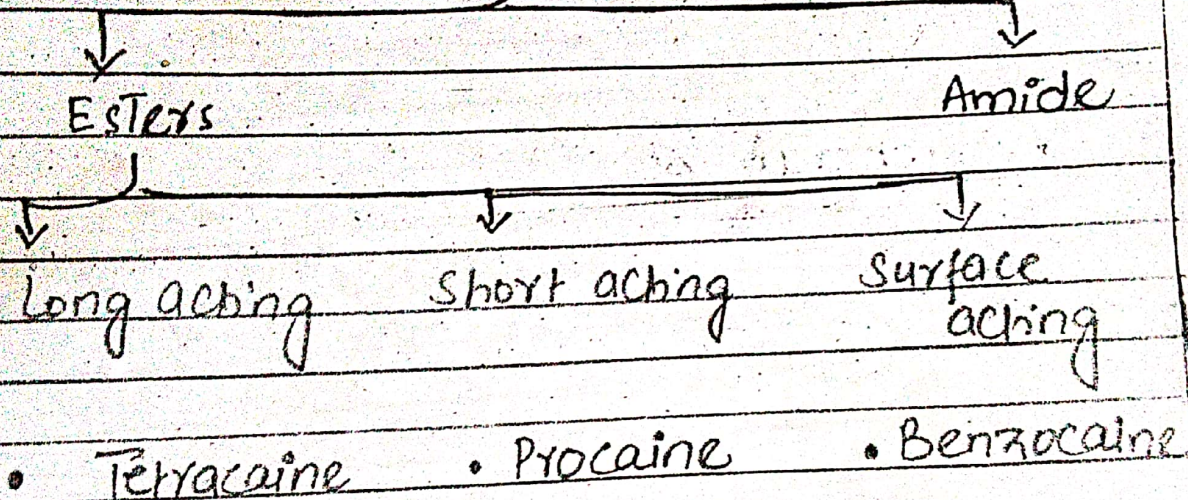 Esters
Amide
Long acting
Short acting
Surface
acting
• Tetracaine
• Procaine
• Benzocaine